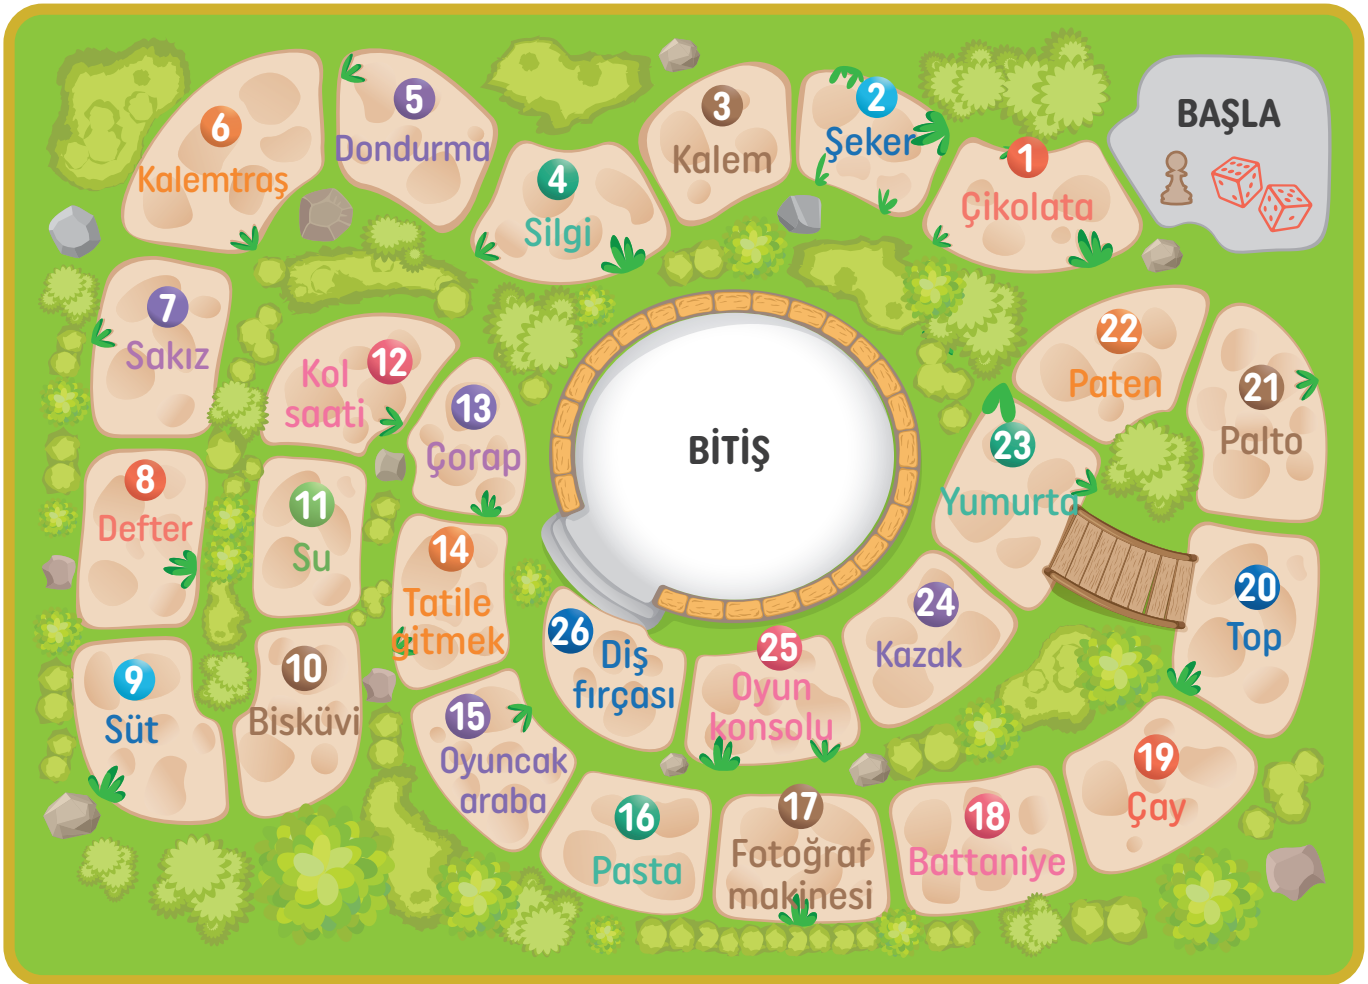 BAŞLA
1
Çikolata
2
Şeker
3
Kalem
4
Silgi
5
Dondurma
6
Kalemtraş
7
Sakız
8
Defter
9
Süt
10
Bisküvi
11
Su
12
Kol
saati
13
Çorap
14
Tatile
gitmek
15
Oyuncak
araba
16
Pasta
17
Fotoğraf
makinesi
18
Battaniye
19
Çay
20
Top
21
Palto
22
Paten
23
Yumurta
24
Kazak
25
Oyun
konsolu
26
Diş
fırçası
BİTİŞ